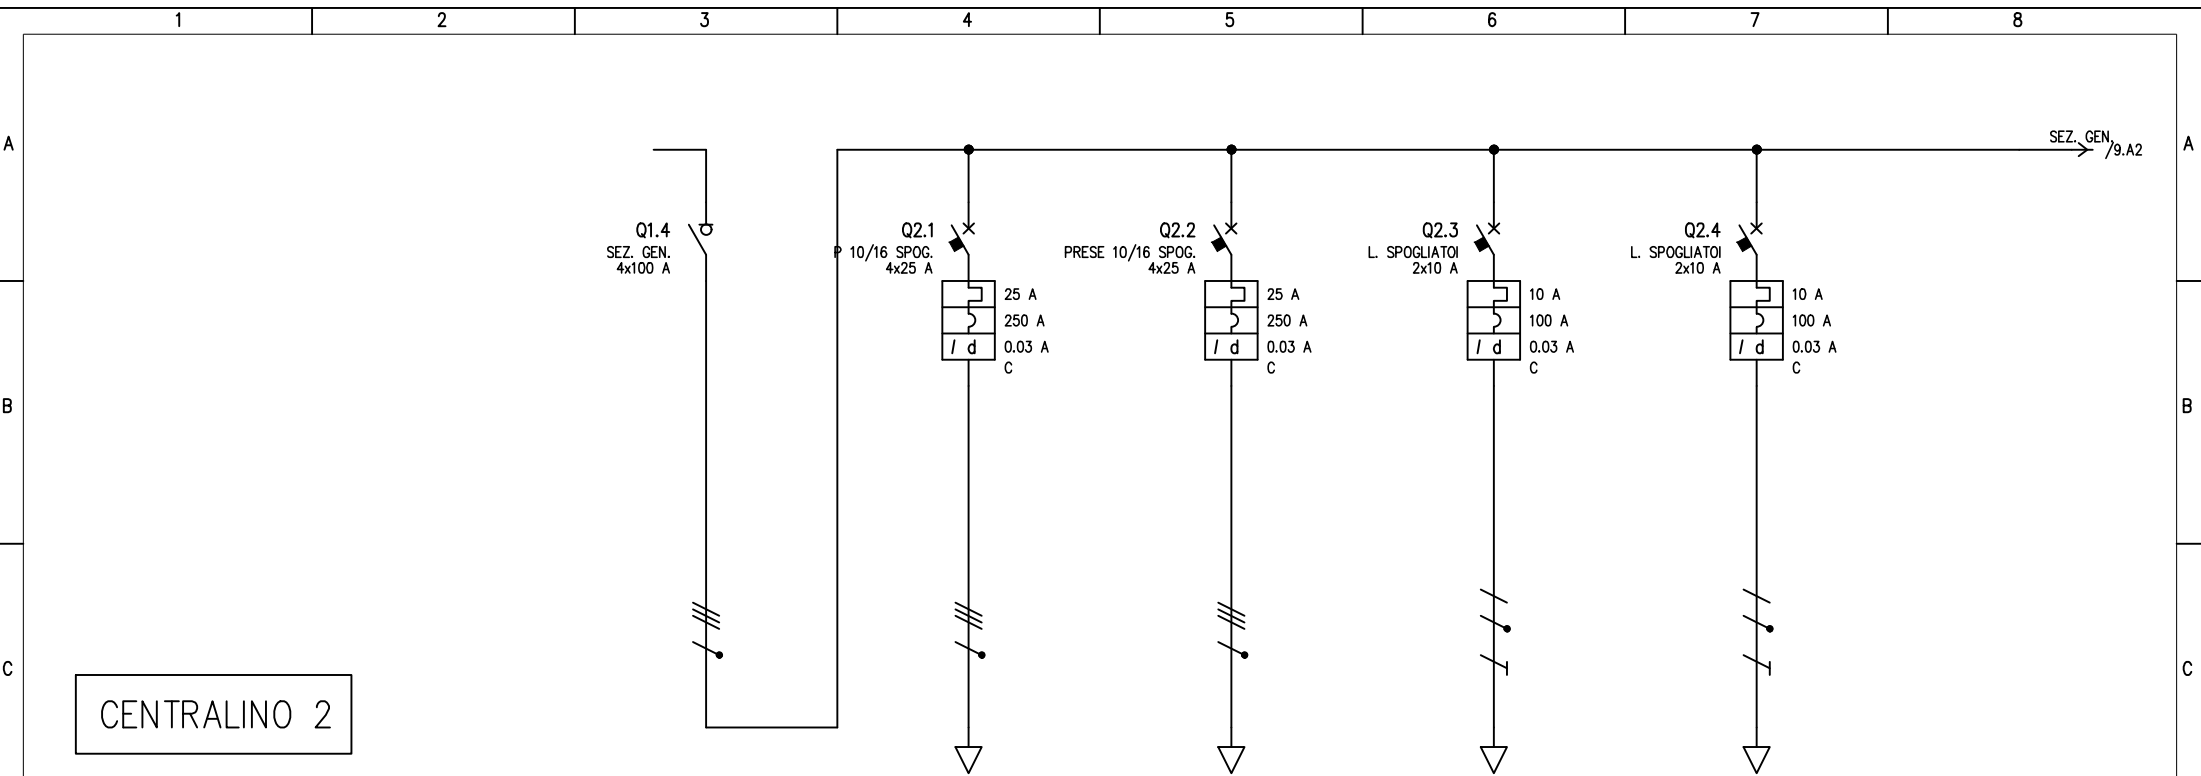 1 2 3 4 5 6 7 8
A A
SEZ. GEN.
/9.A2
Q1.4
SEZ. GEN.
4x100 A
Q2.1
P 10/16 SPOG.
4x25 A
25 A
250 A
I d 0.03 A
C
Q2.2
PRESE 10/16 SPOG.
4x25 A
25 A
250 A
I d 0.03 A
C
Q2.3
L. SPOGLIATOI
2x10 A
10 A
100 A
I d 0.03 A
C
Q2.4
L. SPOGLIATOI
2x10 A
10 A
100 A
I d 0.03 A
C
B B
C C
CENTRALINO 2